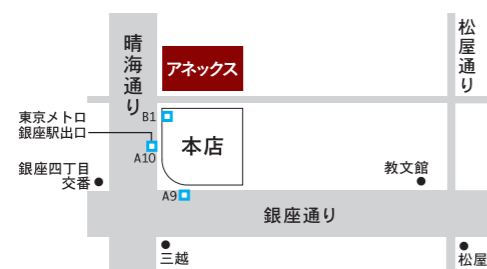 晴海通り
松屋通り
アネックス
東京メトロ
銀座駅出口
B1
本店
A10
銀座四丁目
交番
教文館
A9
銀座通り
三越
松屋